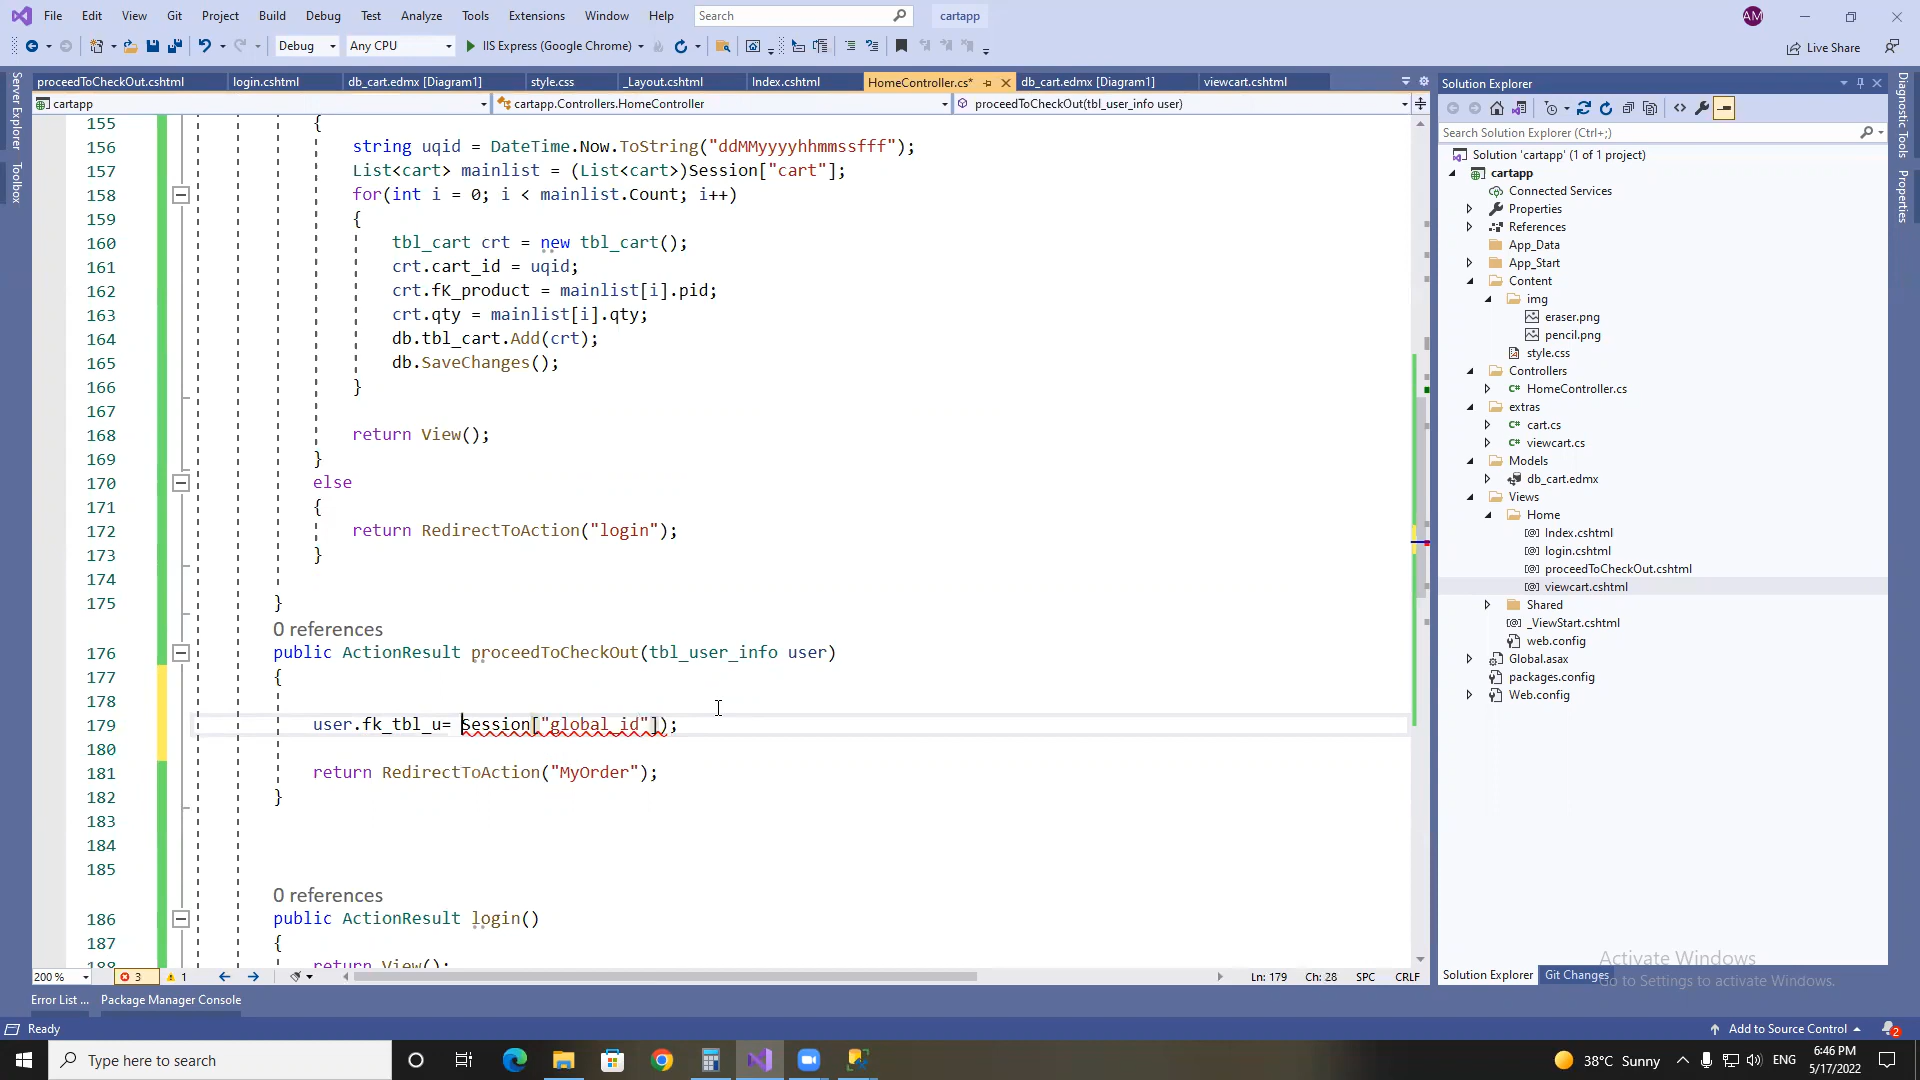 File Edit View Git Project Build Debug Test Analyze Tools Extensions Window Help Search cartapp AM
Debug Any CPU IIS Express (Google Chrome) Live Share
proceedToCheckOut.cshtml login.cshtml db_cart.edmx [Diagram1] style.css _Layout.cshtml Index.cshtml HomeController.cs* db_cart.edmx [Diagram1] viewcart.cshtml
cartapp cartapp.Controllers.HomeController proceedToCheckOut(tbl_user_info user)
Server Explorer
Toolbox
155 {
156 string uqid = DateTime.Now.ToString("ddMMyyyyhhmmssfff");
157 List<cart> mainlist = (List<cart>)Session["cart"];
158 for(int i = 0; i < mainlist.Count; i++)
159 {
160 tbl_cart crt = new tbl_cart();
161 crt.cart_id = uqid;
162 crt.fK_product = mainlist[i].pid;
163 crt.qty = mainlist[i].qty;
164 db.tbl_cart.Add(crt);
165 db.SaveChanges();
166 }
167
168 return View();
169 }
170 else
171 {
172 return RedirectToAction("login");
173 }
174
175 }
0 references
176 public ActionResult proceedToCheckOut(tbl_user_info user)
177 {
178
179 user.fk_tbl_u= Session["global_id"]);
180
181 return RedirectToAction("MyOrder");
182 }
183
184
185
0 references
186 public ActionResult login()
187 {
188 return View();
200 % 3 1 Ln: 179 Ch: 28 SPC CRLF
Error List ... Package Manager Console
Ready
Solution Explorer
Search Solution Explorer (Ctrl+;)
Solution 'cartapp' (1 of 1 project)
cartapp
Connected Services
Properties
References
App_Data
App_Start
Content
img
eraser.png
pencil.png
style.css
Controllers
HomeController.cs
extras
cart.cs
viewcart.cs
Models
db_cart.edmx
Views
Home
Index.cshtml
login.cshtml
proceedToCheckOut.cshtml
viewcart.cshtml
Shared
_ViewStart.cshtml
web.config
Global.asax
packages.config
Web.config
Activate Windows
Go to Settings to activate Windows.
Solution Explorer Git Changes
Diagnostic Tools
Properties
Add to Source Control 2
Type here to search
38°C Sunny ENG
6:46 PM
5/17/2022